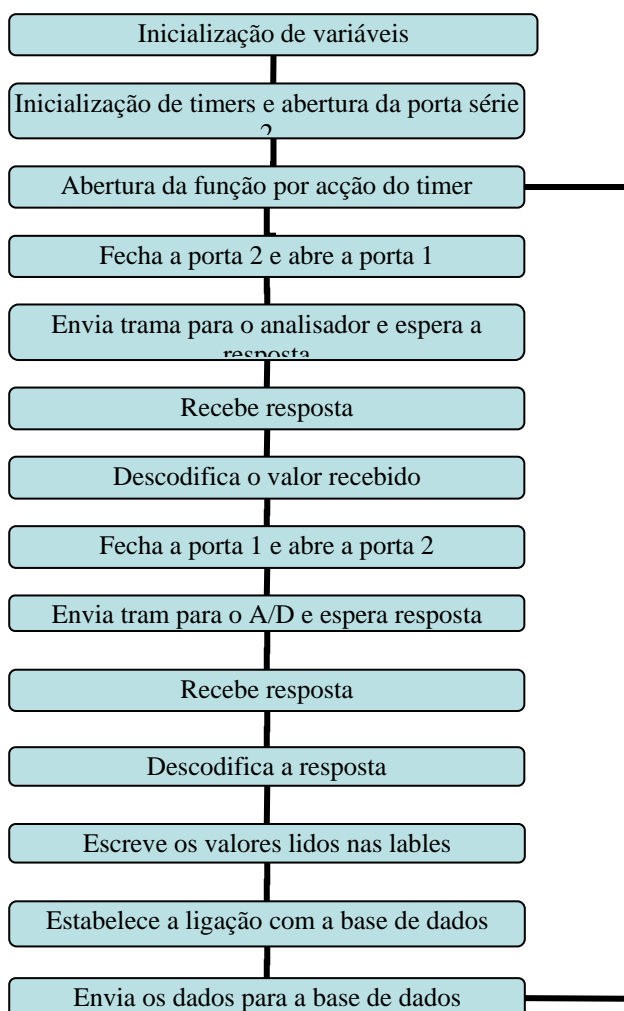 Inicialização de variáveis
Inicialização de timers e abertura da porta série
2
Abertura da função por acção do timer
Fecha a porta 2 e abre a porta 1
Envia trama para o analisador e espera a
resposta
Recebe resposta
Descodifica o valor recebido
Fecha a porta 1 e abre a porta 2
Envia tram para o A/D e espera resposta
Recebe resposta
Descodifica a resposta
Escreve os valores lidos nas lables
Estabelece a ligação com a base de dados
Envia os dados para a base de dados